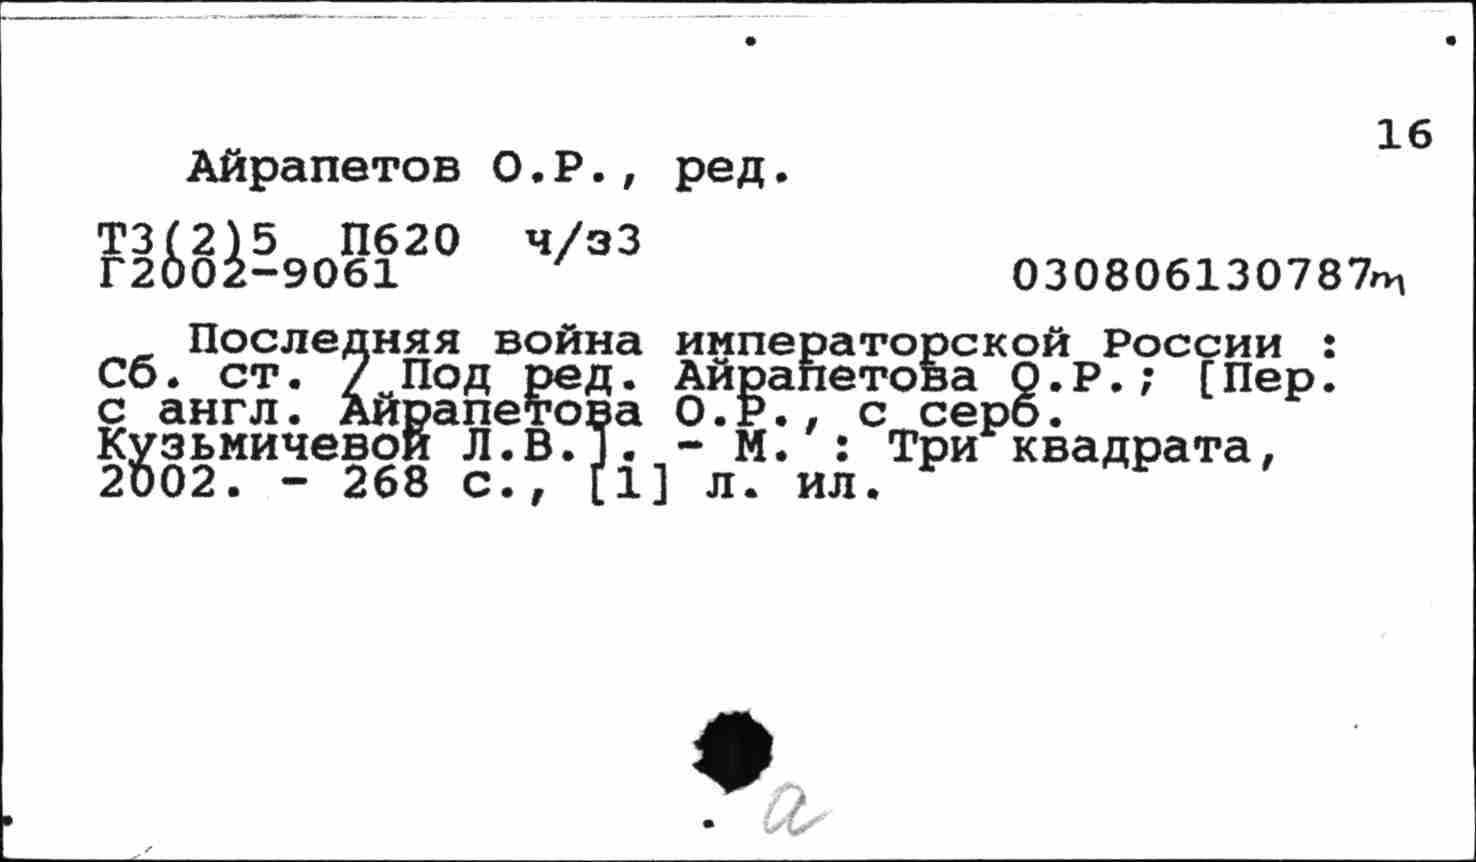 16
Айрапетов О.Р., ред.
Т3(2)5 П620 ч/з3
Г2002-9061 030806130787m
Последняя война императорской России :
Сб. ст. / Под ред. Айрапетова О.Р.; [Пер.
с англ. Айрапетова О.Р., с серб.
Кузьмичевой Л.В.]. - М. : Три квадрата,
2002. - 268 с., [1] л. ил.
а